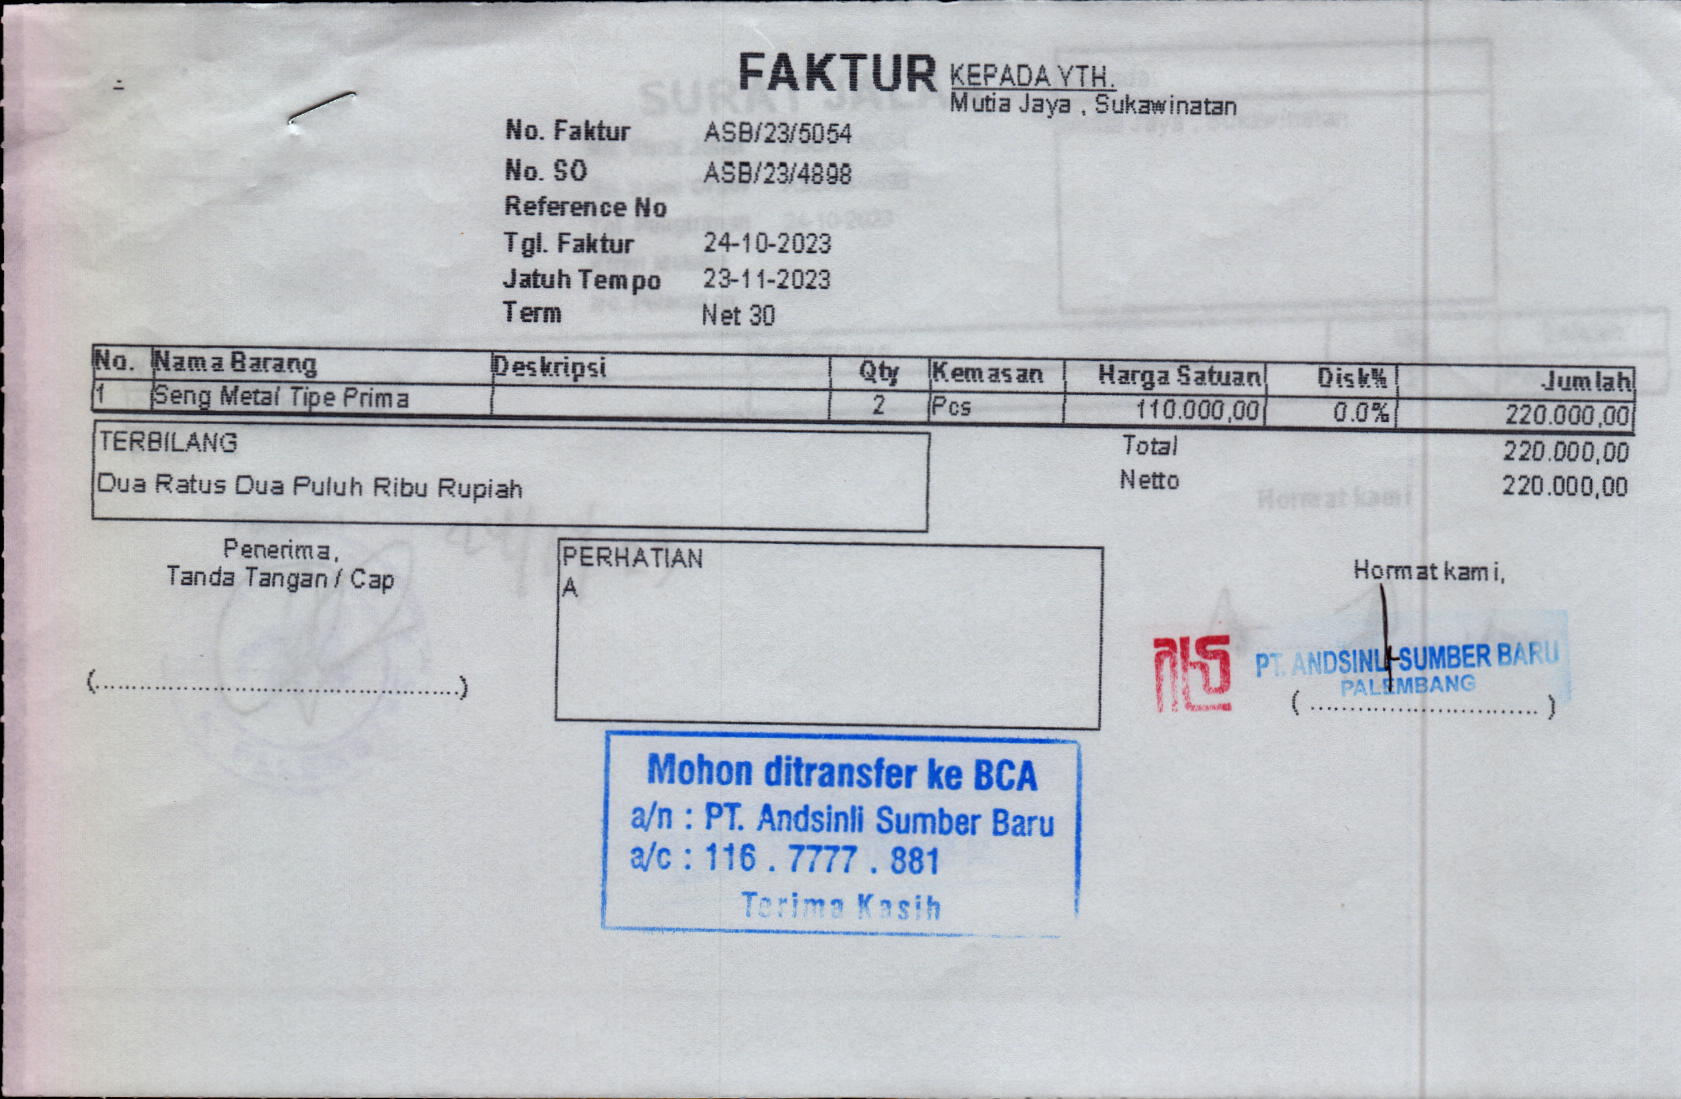 FAKTUR
KEPADA YTH.
Mutia Jaya , Sukawinatan
No. Faktur ASB/23/5054
No. SO ASB/23/4898
Reference No
Tgl. Faktur 24-10-2023
Jatuh Tempo 23-11-2023
Term Net 30
No. Nama Barang Deskripsi Qty Kemasan Harga Satuan Disk% Jumlah
1 Seng Metal Tipe Prima 2 Pcs 110.000,00 0.0% 220.000,00
TERBILANG
Dua Ratus Dua Puluh Ribu Rupiah
Total 220.000,00
Netto 220.000,00
Penerima,
Tanda Tangan / Cap
(..........................................................)
PERHATIAN
A
Hormat kami,
PT. ANDSINLI SUMBER BARU
PALEMBANG
( ............................. )
Mohon ditransfer ke BCA
a/n : PT. Andsinli Sumber Baru
a/c : 116 . 7777 . 881
Terima Kasih